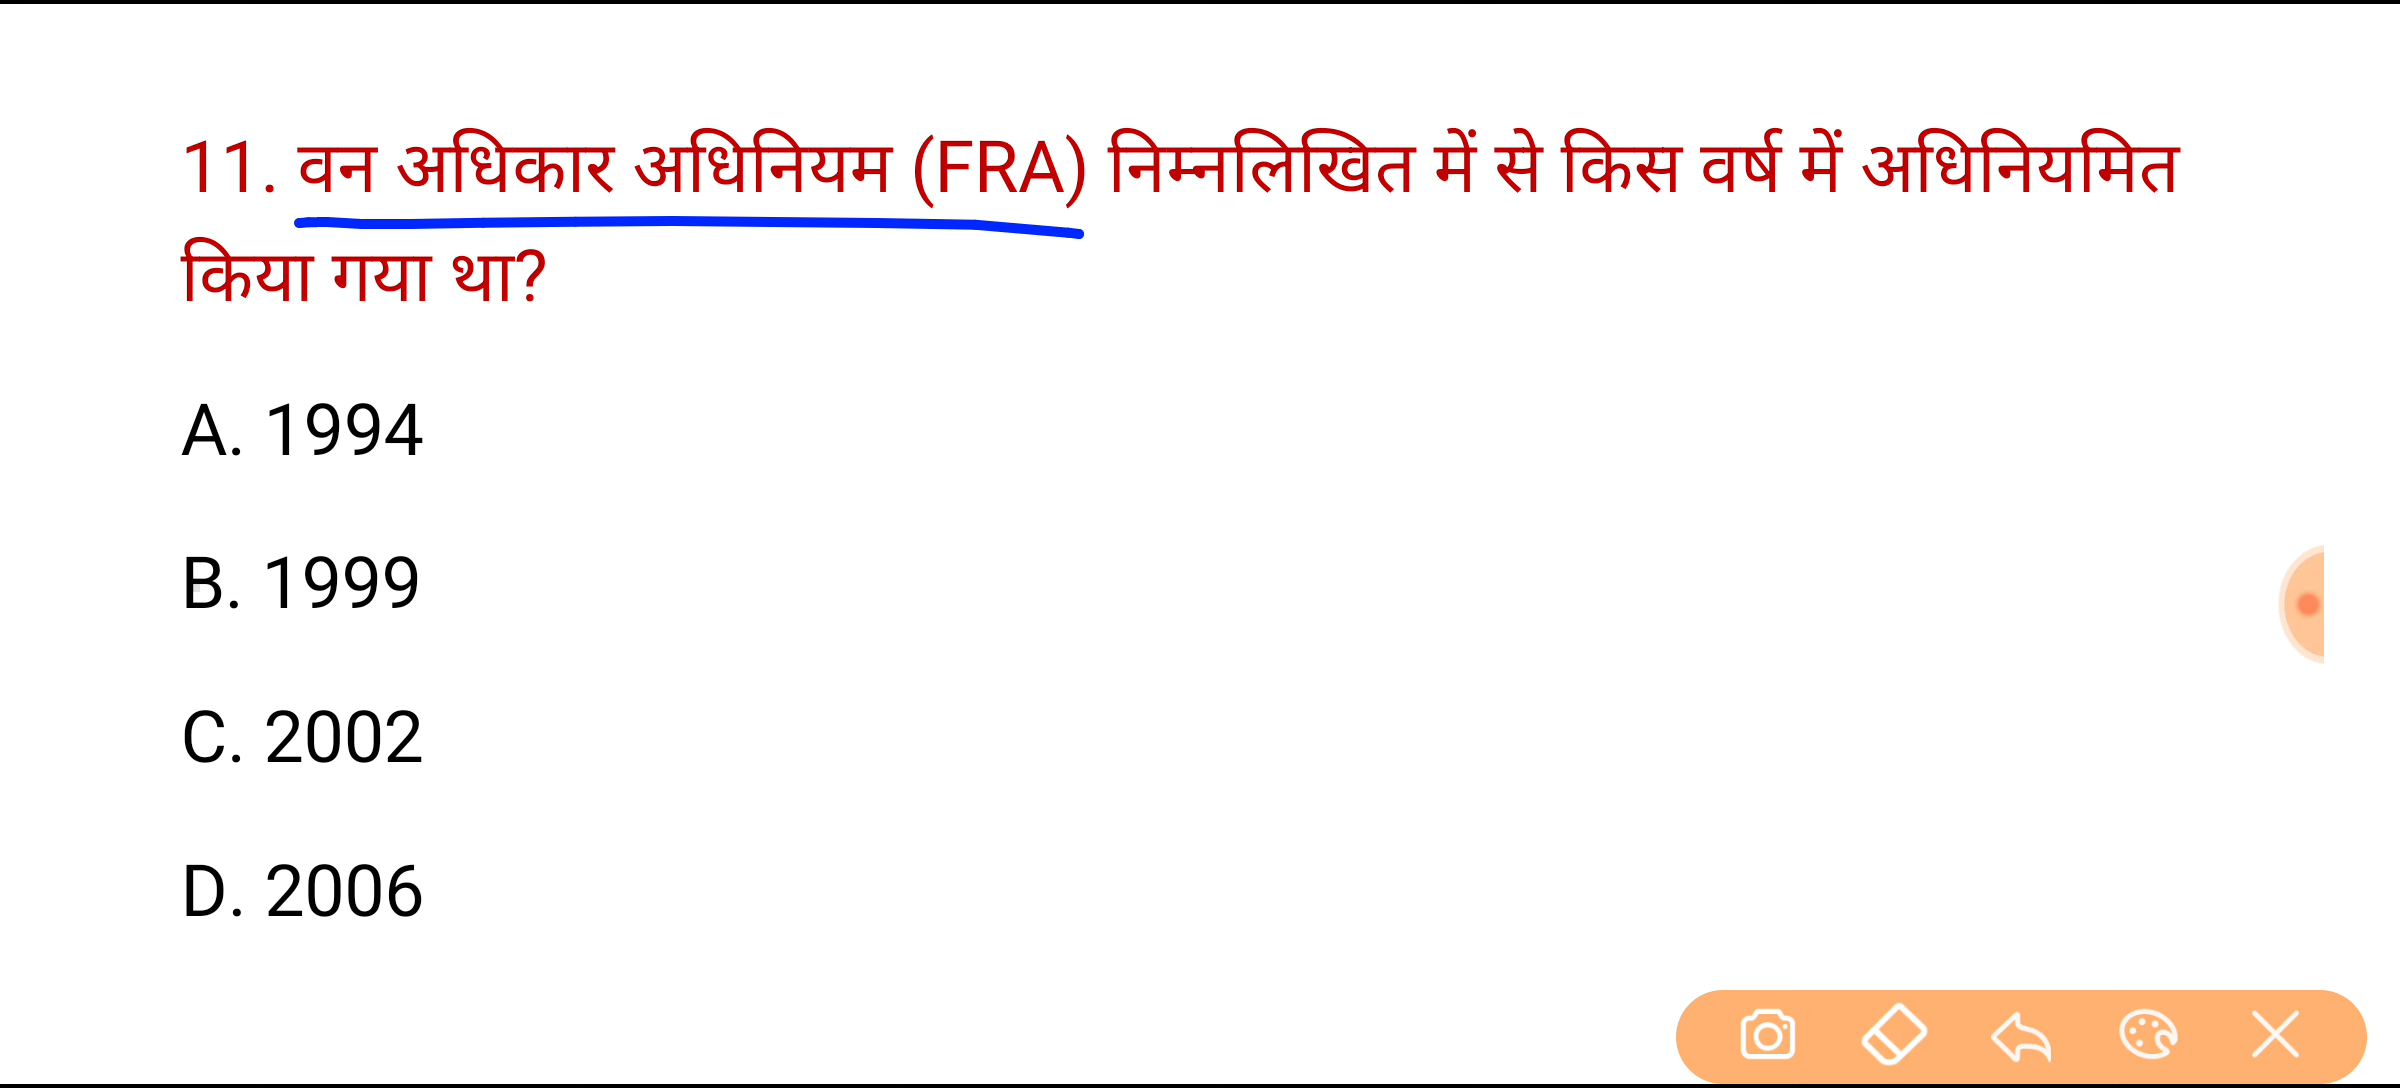 11. वन अधिकार अधिनियम (FRA) निम्नलिखित में से किस वर्ष में अधिनियमित
किया गया था?
A. 1994
B. 1999
C. 2002
D. 2006